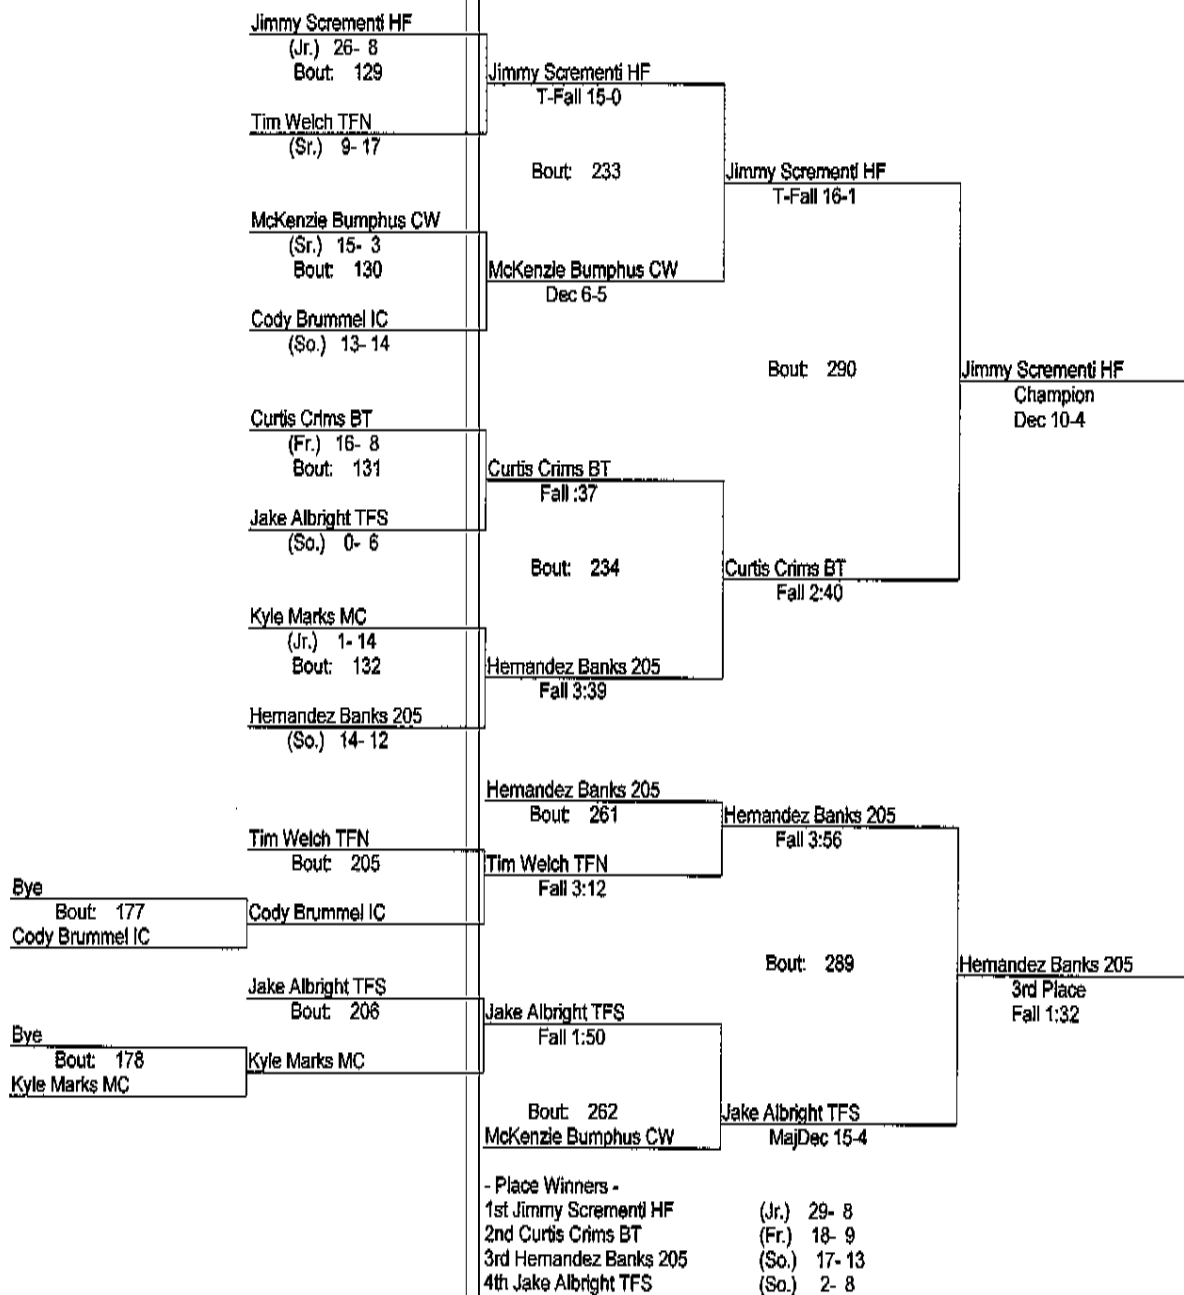 Jimmy Scrementi HF
(Jr.) 26- 8
Bout: 129
Tim Welch TFN
(Sr.) 9- 17
McKenzie Bumphus CW
(Sr.) 15- 3
Bout: 130
Cody Brummel IC
(So.) 13- 14
Curtis Crims BT
(Fr.) 16- 8
Bout: 131
Jake Albright TFS
(So.) 0- 6
Kyle Marks MC
(Jr.) 1- 14
Bout: 132
Hernandez Banks 205
(So.) 14- 12
Jimmy Scrementi HF
T-Fall 15-0
Bout: 233
McKenzie Bumphus CW
Dec 6-5
Curtis Crims BT
Fall :37
Bout: 234
Hernandez Banks 205
Fall 3:39
Jimmy Scrementi HF
T-Fall 16-1
Bout: 290
Curtis Crims BT
Fall 2:40
Jimmy Scrementi HF
Champion
Dec 10-4
Bye
Bout: 177
Cody Brummel IC
Bye
Bout: 178
Kyle Marks MC
Tim Welch TFN
Bout: 205
Cody Brummel IC
Jake Albright TFS
Bout: 206
Kyle Marks MC
Hernandez Banks 205
Bout: 261
Tim Welch TFN
Fall 3:12
Jake Albright TFS
Fall 1:50
Bout: 262
McKenzie Bumphus CW
Hernandez Banks 205
Fall 3:56
Bout: 289
Jake Albright TFS
MajDec 15-4
Hernandez Banks 205
3rd Place
Fall 1:32
- Place Winners -
1st Jimmy Scrementi HF (Jr.) 29- 8
2nd Curtis Crims BT (Fr.) 18- 9
3rd Hernandez Banks 205 (So.) 17- 13
4th Jake Albright TFS (So.) 2- 8